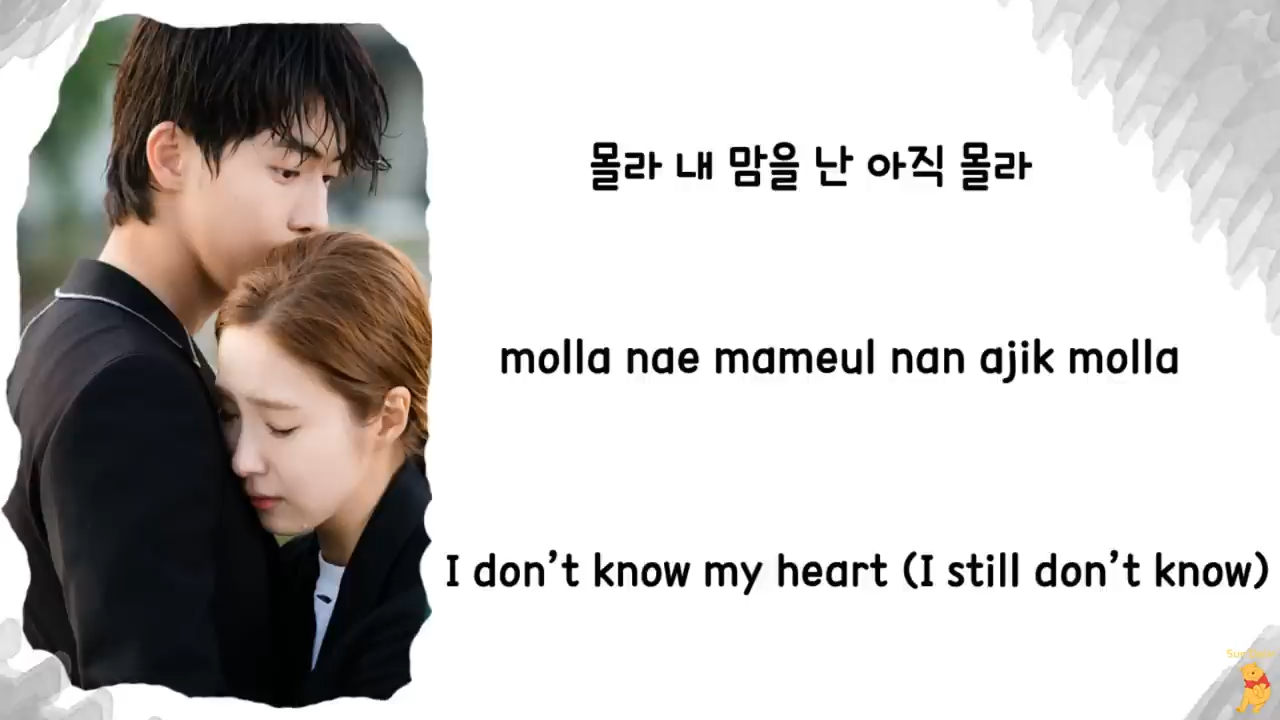 몰라 내 맘을 난 아직 몰라
molla nae mameul nan ajik molla
I don’t know my heart (I still don’t know)